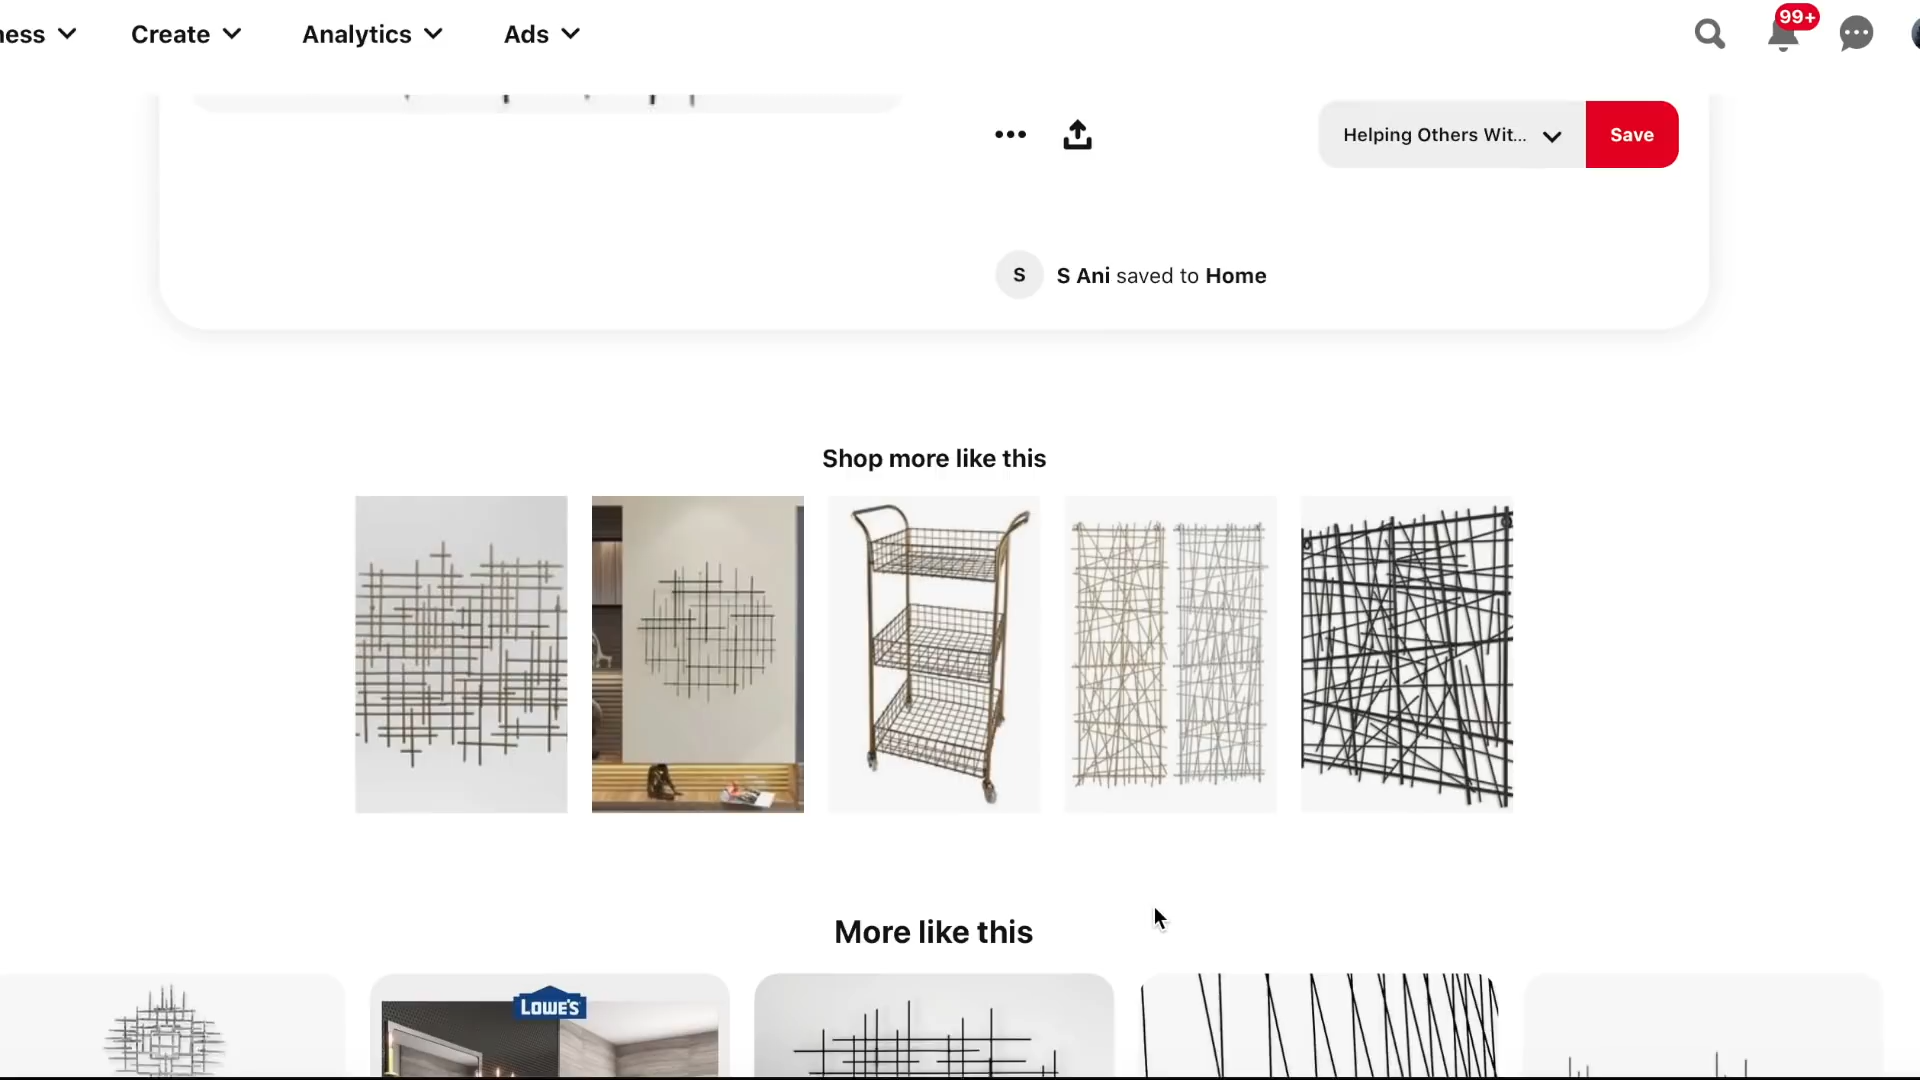 ness
Create
Analytics
Ads
99+
Helping Others Wit...
Save
S
S Ani saved to Home
Shop more like this
More like this
LOWE'S